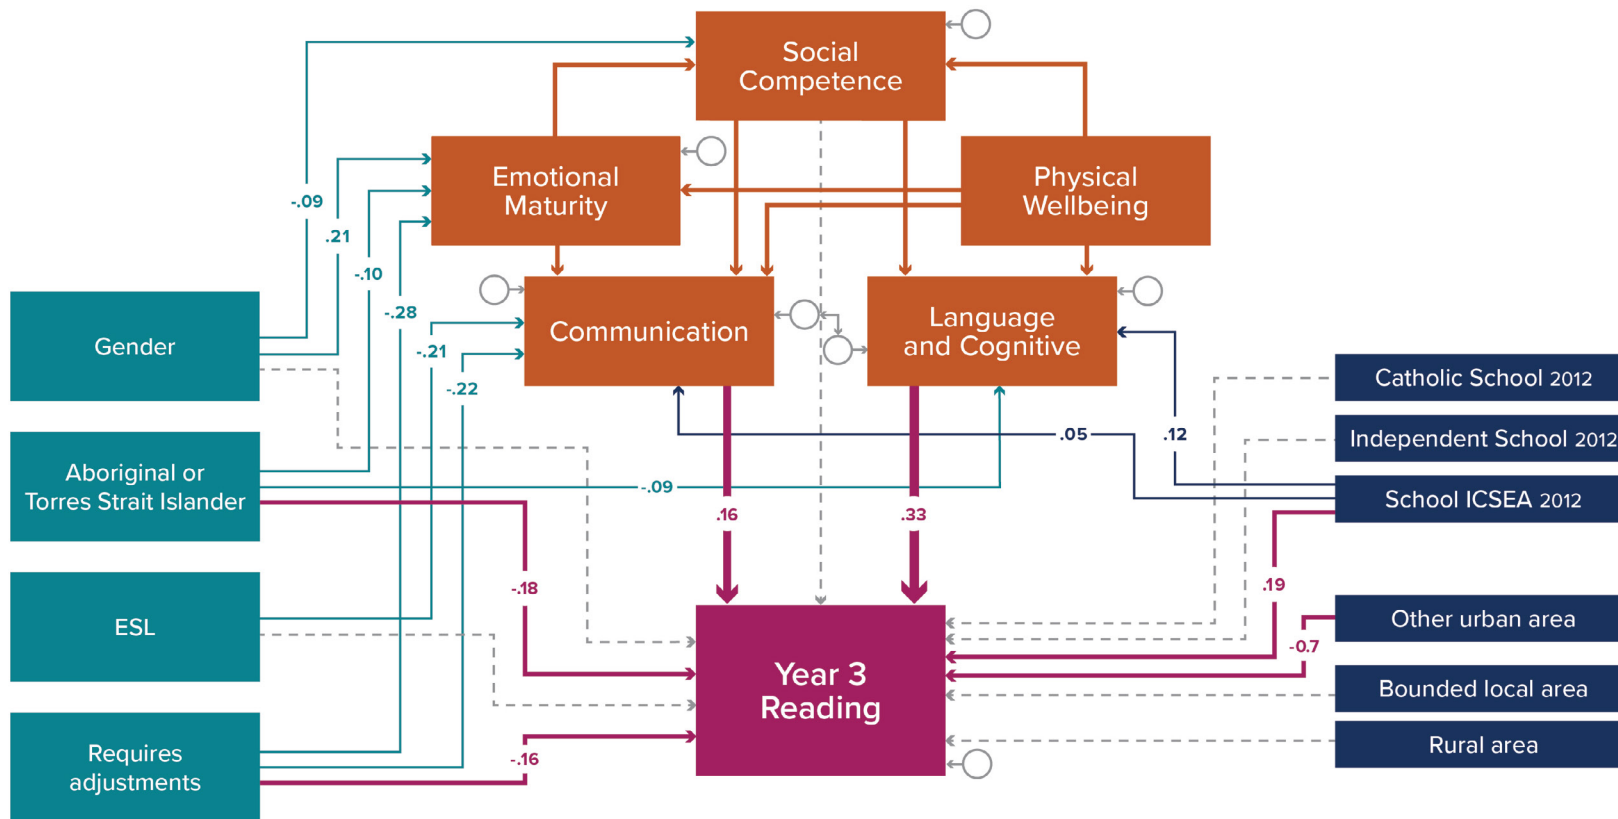 Social
Competence
Emotional
Maturity
Physical
Wellbeing
-.09
.21
-.10
-.28
Gender
Communication
Language
and Cognitive
-.21
-.22
Catholic School 2012
.05
.12
Independent School 2012
Aboriginal or
Torres Strait Islander
-.09
School ICSEA 2012
.16
.33
-.18
.19
ESL
Other urban area
-0.7
Year 3
Reading
Bounded local area
Requires
adjustments
-.16
Rural area